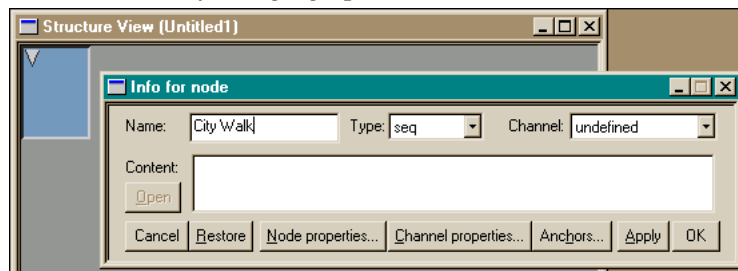 Structure View (Untitled1)
Info for node
Name: City Walk Type: seq Channel: undefined
Content:
Open
Cancel Restore Node properties... Channel properties... Anchors... Apply OK